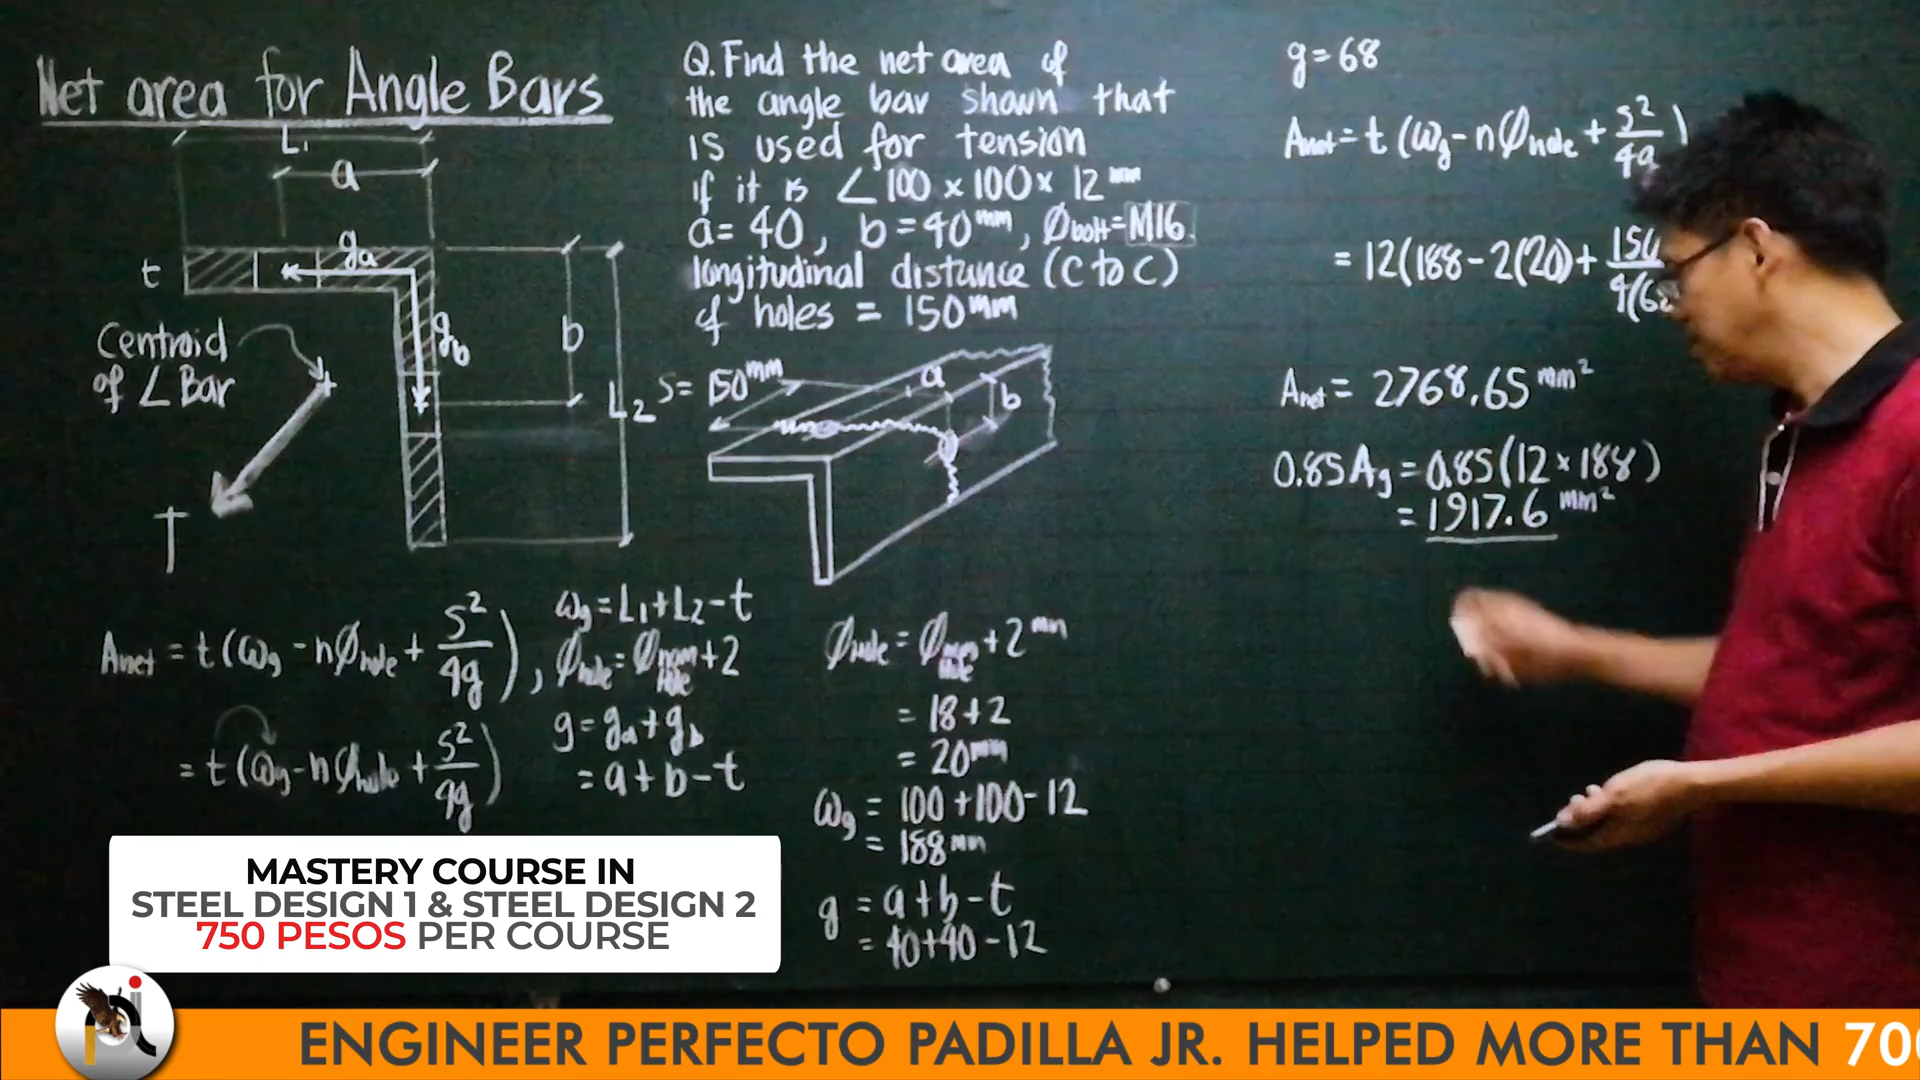 Net area for Angle Bars
L₁
a
t
ga
gb
b
L₂
Centroid
of ∠ Bar
T
Anet = t (ωg - nØhole + S²/4g), 
= t (ωg - nØhole + S²/4g)
ωg = L₁+L₂-t
Øhole = Ønom hole + 2
g = ga + gb
= a + b - t
Q. Find the net area of
the angle bar shown that
is used for tension
if it is ∠ 100 × 100 × 12 mm
a = 40, b = 40 mm, Øbolt = M16.
longitudinal distance (C to C)
of holes = 150 mm
S = 150 mm
a
b
Øhole = Ønom hole + 2 mm
= 18 + 2
= 20 mm
ωg = 100 + 100 - 12
= 188 mm
g = a + b - t
= 40 + 40 - 12
g = 68
Anet = t (ωg - nØhole + S²/4g)
= 12 (188 - 2(20) +
Anet = 2768.65 mm²
0.85 Ag = 0.85 (12 × 188)
= 1917.6 mm²
MASTERY COURSE IN
STEEL DESIGN 1 & STEEL DESIGN 2
750 PESOS PER COURSE
ENGINEER PERFECTO PADILLA JR. HELPED MORE THAN 700